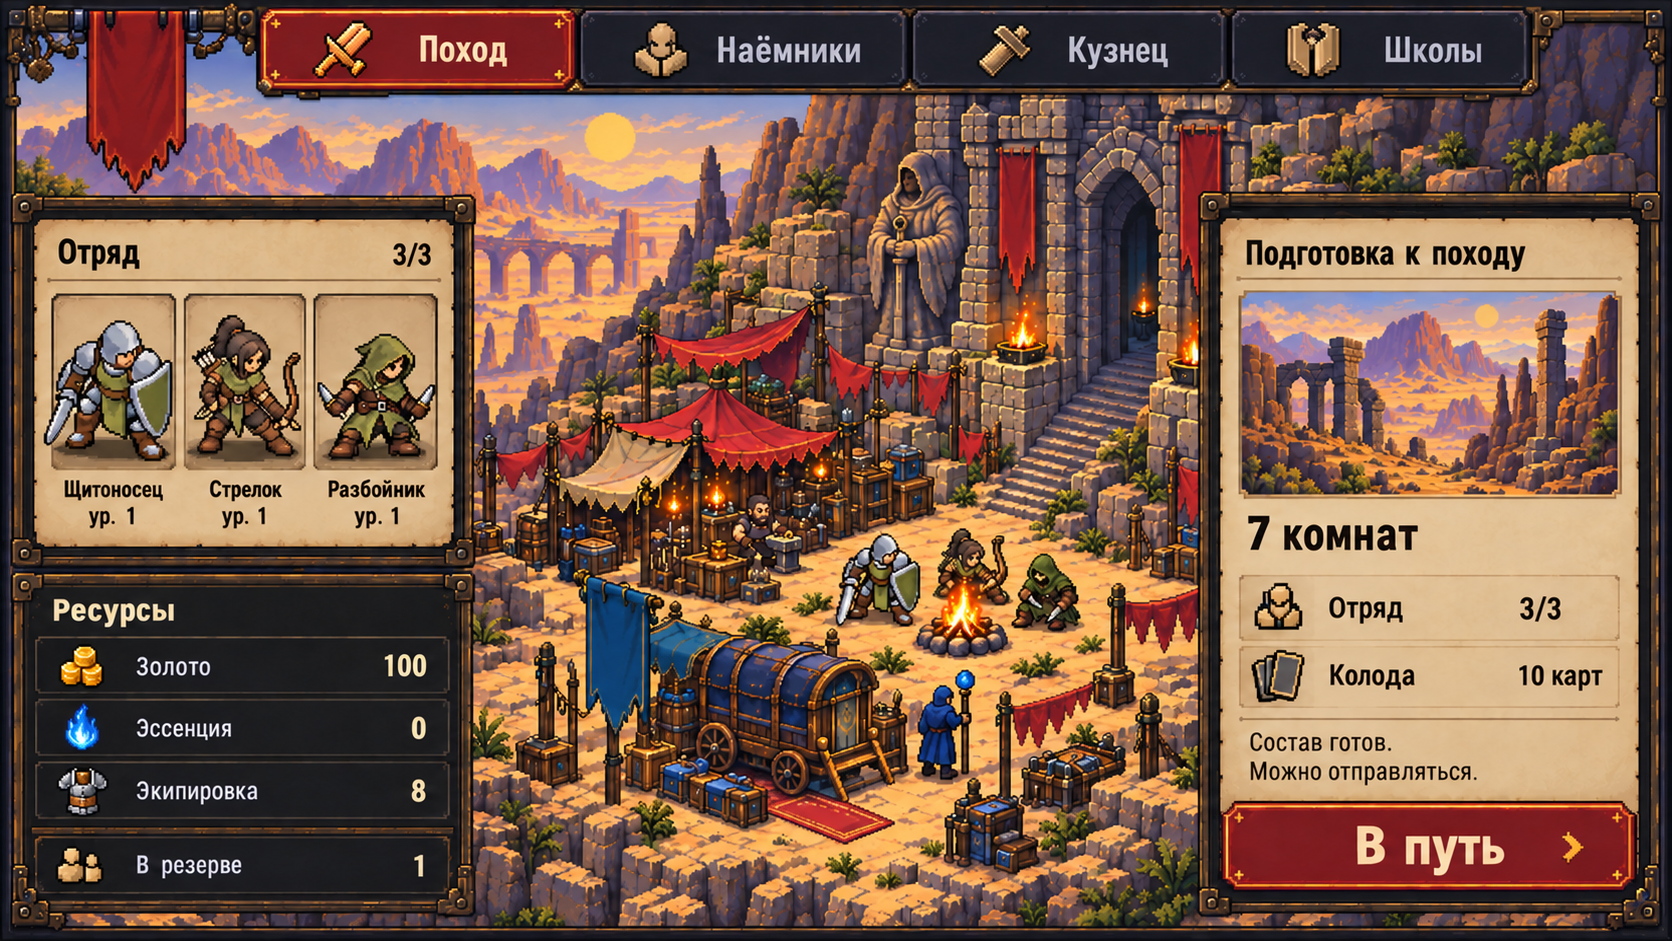 Поход
Наёмники
Кузнец
Школы
Отряд 3/3
Щитоносец
ур. 1
Стрелок
ур. 1
Разбойник
ур. 1
Ресурсы
Золото 100
Эссенция 0
Экипировка 8
В резерве 1
Подготовка к походу
7 комнат
Отряд 3/3
Колода 10 карт
Состав готов.
Можно отправляться.
В путь